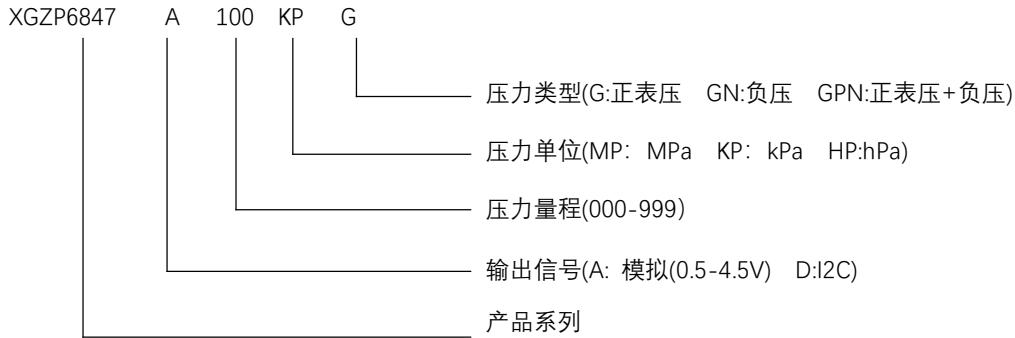 XGZP6847 A 100 KP G
压力类型(G:正表压 GN:负压 GPN:正表压+负压)
压力单位(MP：MPa KP：kPa HP:hPa)
压力量程(000-999）
输出信号(A: 模拟(0.5-4.5V) D:I2C)
产品系列